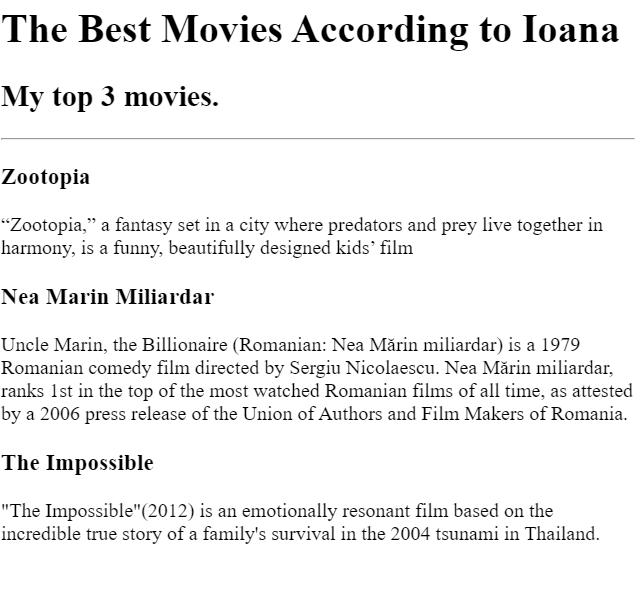 The Best Movies According to Ioana
My top 3 movies.
Zootopia
“Zootopia,” a fantasy set in a city where predators and prey live together in
harmony, is a funny, beautifully designed kids’ film
Nea Marin Miliardar
Uncle Marin, the Billionaire (Romanian: Nea Mărin miliardar) is a 1979
Romanian comedy film directed by Sergiu Nicolaescu. Nea Mărin miliardar,
ranks 1st in the top of the most watched Romanian films of all time, as attested
by a 2006 press release of the Union of Authors and Film Makers of Romania.
The Impossible
"The Impossible"(2012) is an emotionally resonant film based on the
incredible true story of a family's survival in the 2004 tsunami in Thailand.